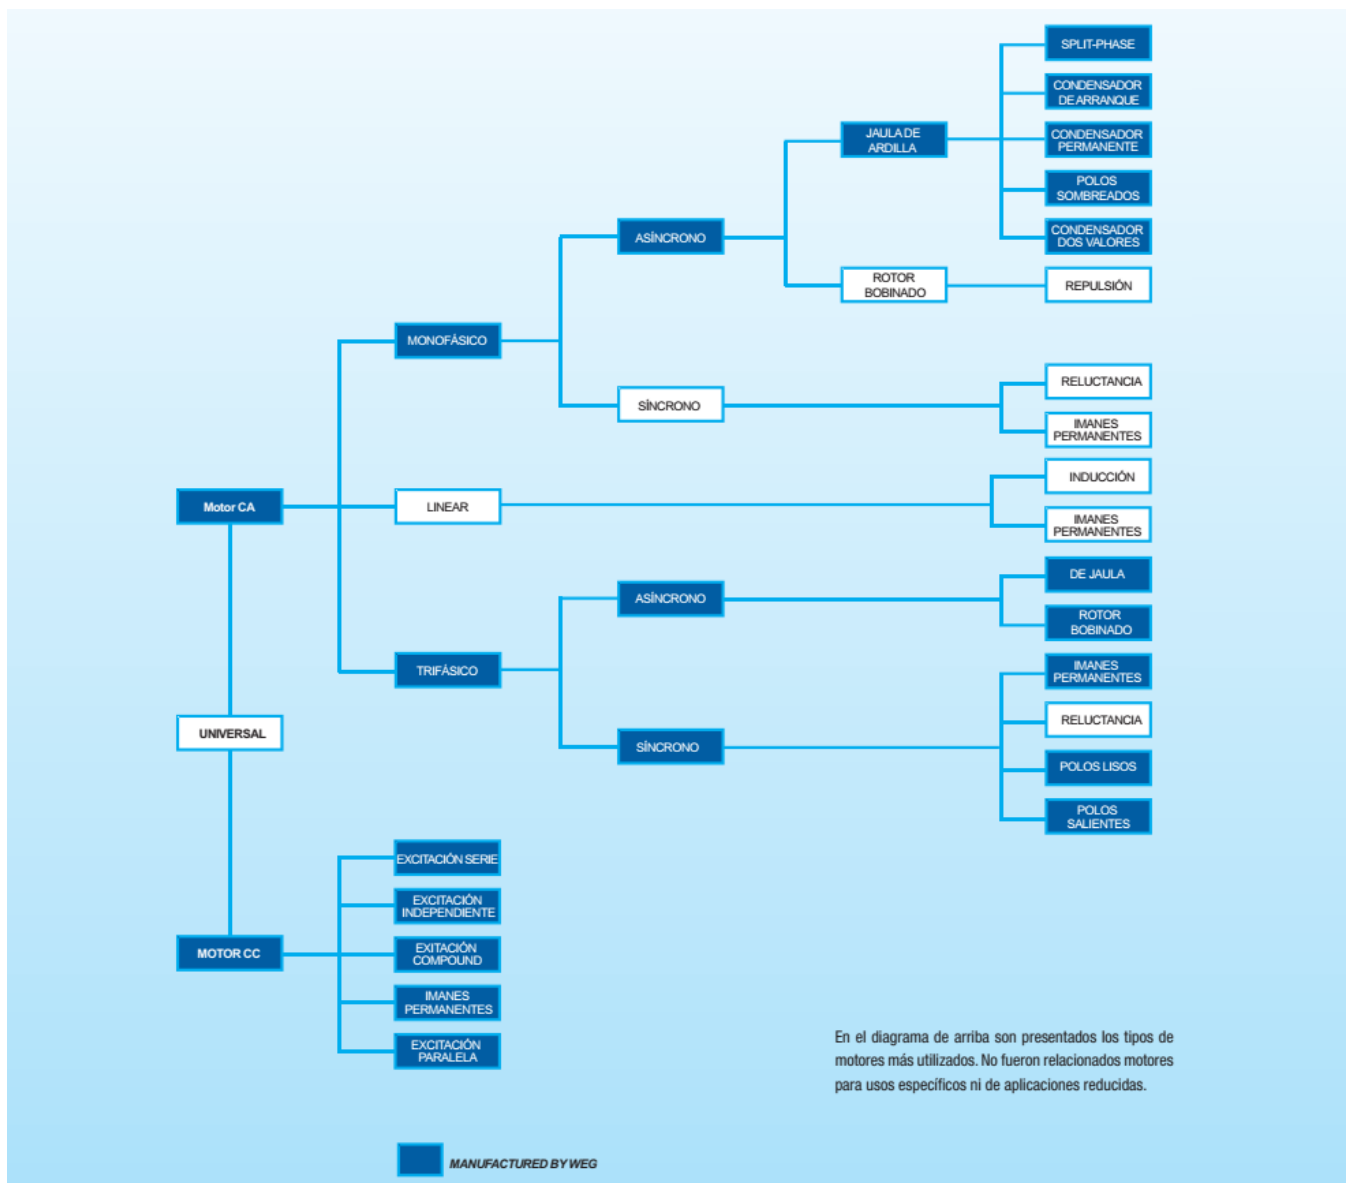 SPLIT-PHASE
CONDENSADOR
DE ARRANQUE
JAULA DE
ARDILLA
CONDENSADOR
PERMANENTE
POLOS
SOMBREADOS
ASÍNCRONO
CONDENSADOR
DOS VALORES
ROTOR
BOBINADO
REPULSIÓN
MONOFÁSICO
RELUCTANCIA
SÍNCRONO
IMANES
PERMANENTES
INDUCCIÓN
Motor CA
LINEAR
IMANES
PERMANENTES
DE JAULA
ASÍNCRONO
ROTOR
BOBINADO
TRIFÁSICO
IMANES
PERMANENTES
RELUCTANCIA
UNIVERSAL
SÍNCRONO
POLOS LISOS
POLOS
SALIENTES
EXCITACIÓN SERIE
EXCITACIÓN
INDEPENDIENTE
MOTOR CC
EXITACIÓN
COMPOUND
IMANES
PERMANENTES
EXCITACIÓN
PARALELA
En el diagrama de arriba son presentados los tipos de
motores más utilizados. No fueron relacionados motores
para usos específicos ni de aplicaciones reducidas.
MANUFACTURED BY WEG